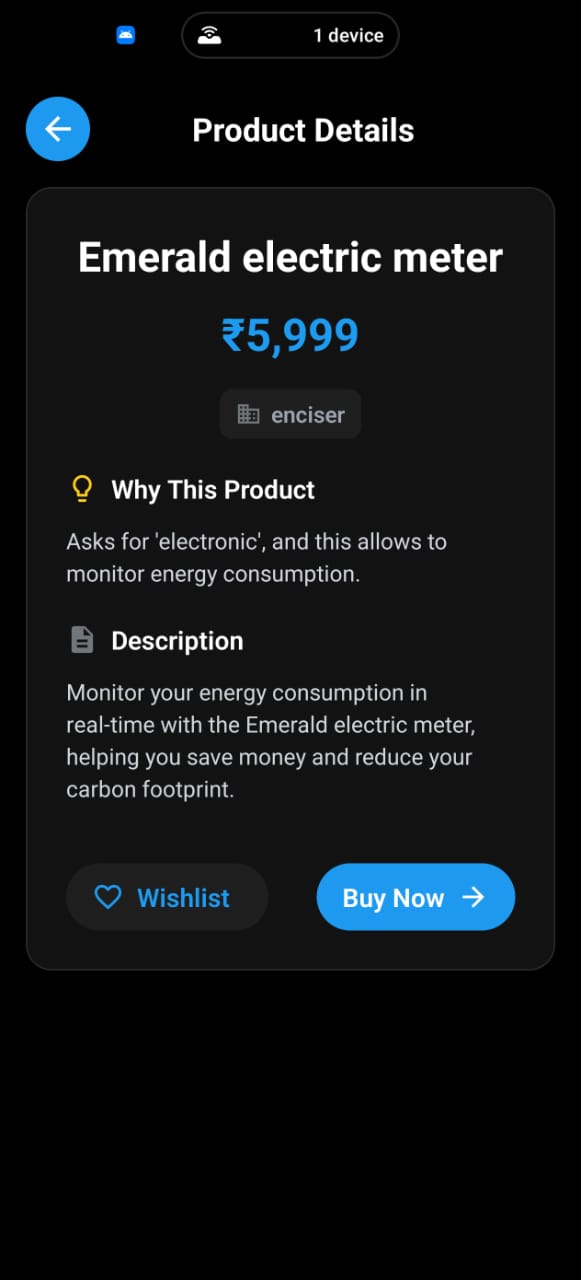 1 device
Product Details
Emerald electric meter
₹5,999
enciser
Why This Product
Asks for 'electronic', and this allows to
monitor energy consumption.
Description
Monitor your energy consumption in
real-time with the Emerald electric meter,
helping you save money and reduce your
carbon footprint.
Wishlist
Buy Now